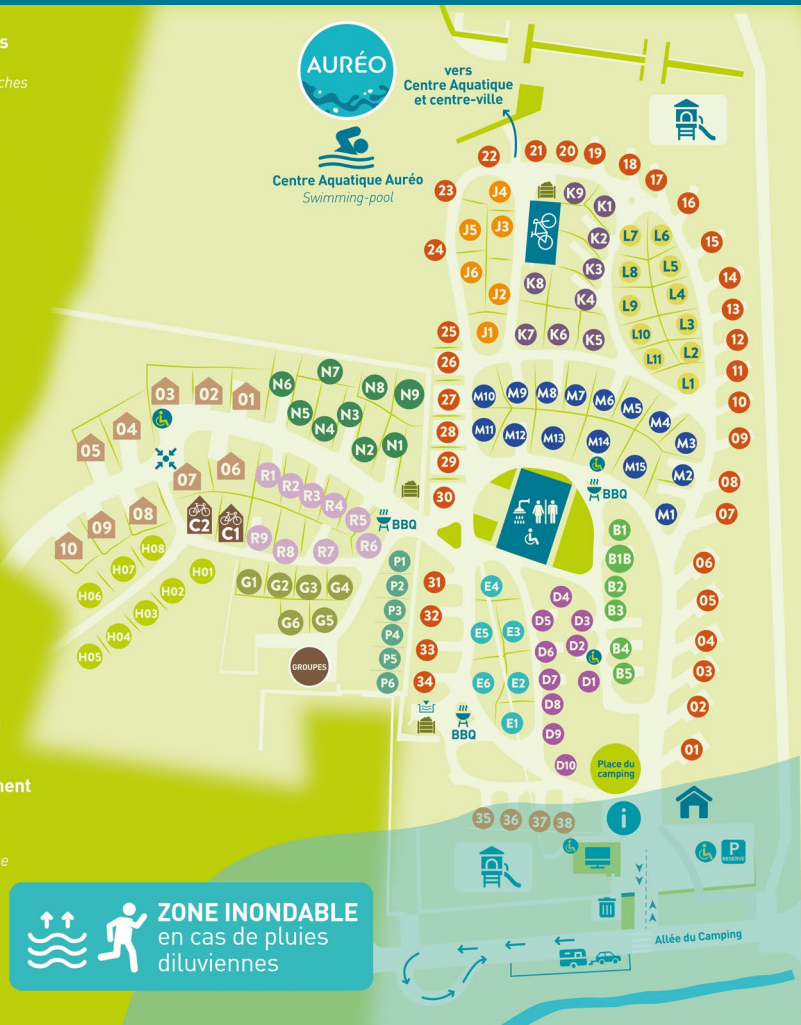 s
ches
AURÉO
vers
Centre Aquatique
et centre-ville
Centre Aquatique Auréo
Swimming-pool
22
21
20
19
18
17
16
15
14
13
12
11
10
09
08
07
06
05
04
03
02
01
23
24
25
26
27
28
29
30
31
32
33
34
35
36
37
38
J4
J5
J3
J6
J2
J1
K9
K1
K2
K3
K8
K4
K7
K6
K5
L7
L6
L8
L5
L9
L4
L10
L3
L11
L2
L1
M10
M9
M8
M7
M6
M5
M4
M3
M11
M12
M13
M14
M15
M2
M1
N7
N6
N8
N9
N5
N3
N4
N2
N1
03
02
01
04
05
06
07
08
09
10
C2
C1
R1
R2
R3
R4
R5
R6
R9
R8
R7
BBQ
BBQ
BBQ
H08
H07
H01
H06
H02
H03
H04
H05
G1
G2
G3
G4
G6
G5
GROUPES
P1
P2
P3
P4
P5
P6
E4
E5
E3
E6
E2
E1
D4
D5
D3
D6
D2
D7
D1
D8
D9
D10
B1
B1B
B2
B3
B4
B5
Place du
camping
i
P
RESERVE
Allée du Camping
nent
e
ZONE INONDABLE
en cas de pluies
diluviennes